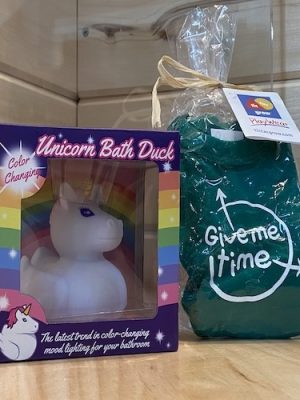 Unicorn Bath Duck
Color
Changing
The latest trend in color-changing
mood lighting for your bathroom
grow
Give me!
time